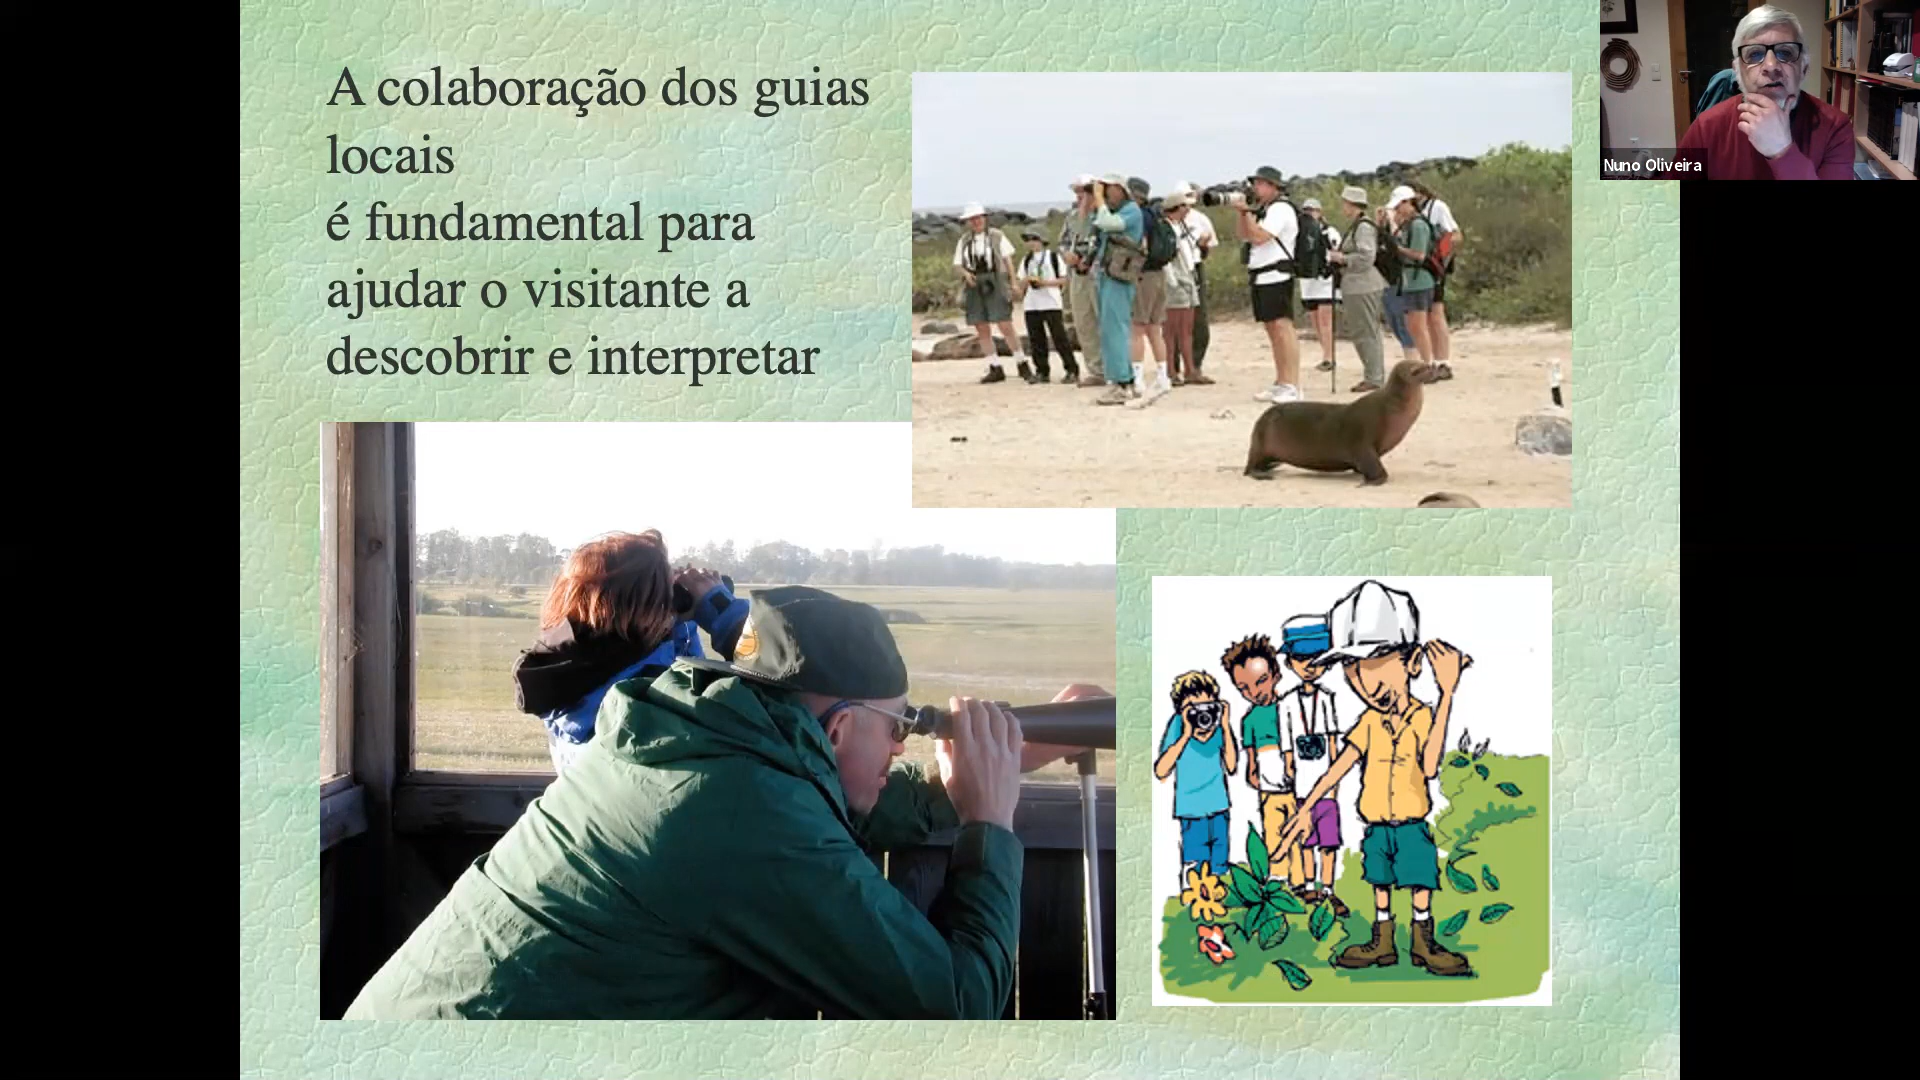 A colaboração dos guias
locais
é fundamental para
ajudar o visitante a
descobrir e interpretar
Nuno Oliveira